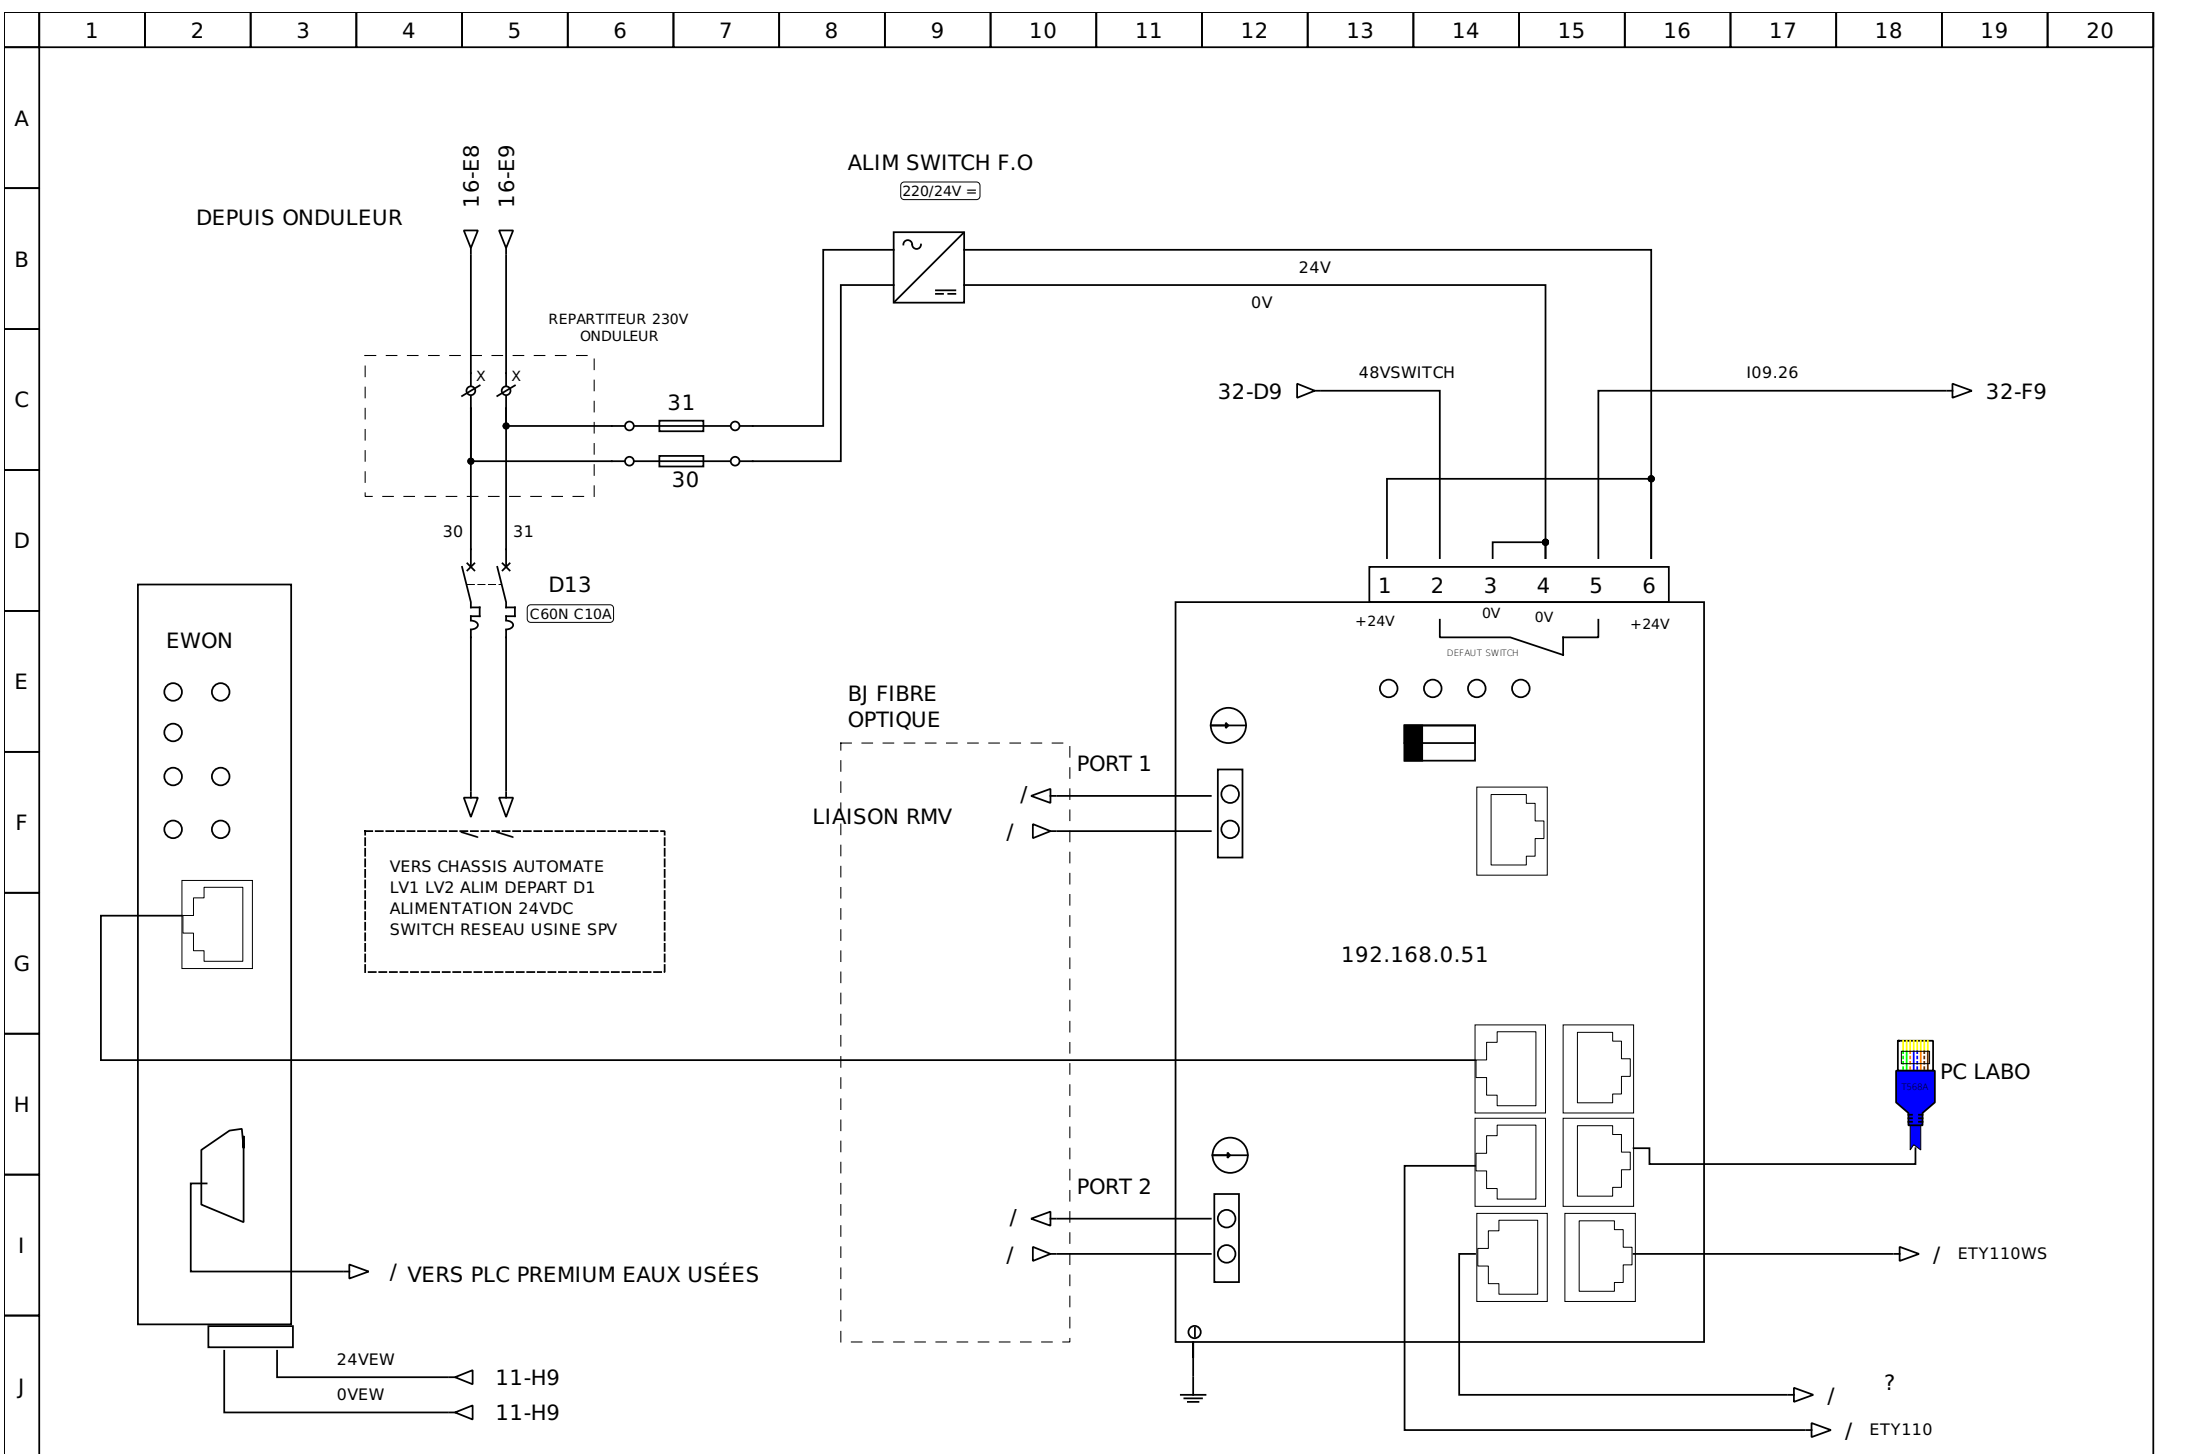 1 2 3 4 5 6 7 8 9 10 11 12 13 14 15 16 17 18 19 20
A
16-E8 16-E9
ALIM SWITCH F.O
220/24V =
DEPUIS ONDULEUR
B
24V
0V
REPARTITEUR 230V
ONDULEUR
48VSWITCH
I09.26
C
X X
32-D9
32-F9
31
30
D
30 31
D13
1 2 3 4 5 6
C60N C10A
+24V 0V 0V +24V
EWON
DEFAUT SWITCH
E
BJ FIBRE
OPTIQUE
PORT 1
/
LIAISON RMV
F
/
VERS CHASSIS AUTOMATE
LV1 LV2 ALIM DEPART D1
ALIMENTATION 24VDC
SWITCH RESEAU USINE SPV
192.168.0.51
G
PC LABO
H
PORT 2
/
I
/
/ ETY110WS
/ VERS PLC PREMIUM EAUX USÉES
24VEW
11-H9
J
?
/
0VEW
11-H9
/ ETY110